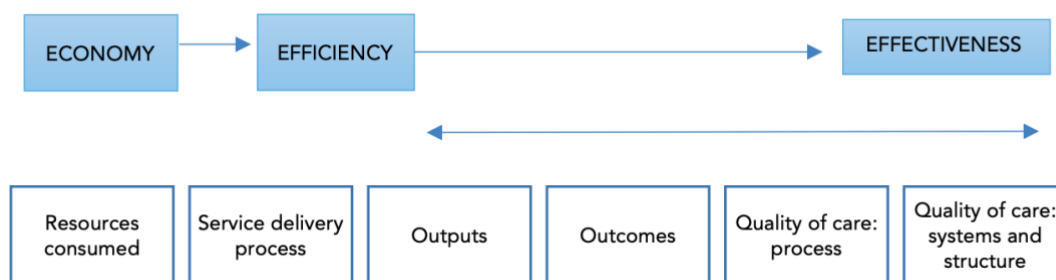 ECONOMY
EFFICIENCY
EFFECTIVENESS
Resources
consumed
Service delivery
process
Outputs
Outcomes
Quality of care:
process
Quality of care:
systems and
structure